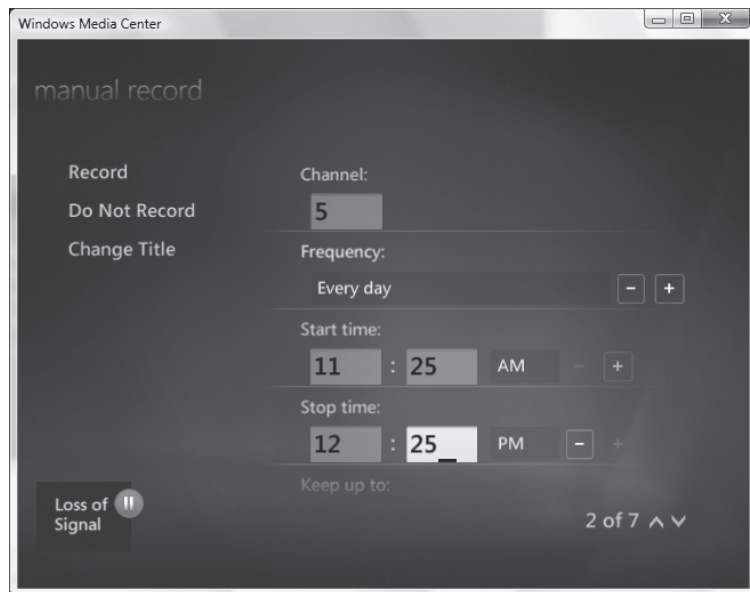 Windows Media Center
manual record
Record
Do Not Record
Change Title
Channel:
5
Frequency:
Every day
Start time:
11 : 25 AM
Stop time:
12 : 25 PM
Keep up to:
Loss of
Signal
2 of 7